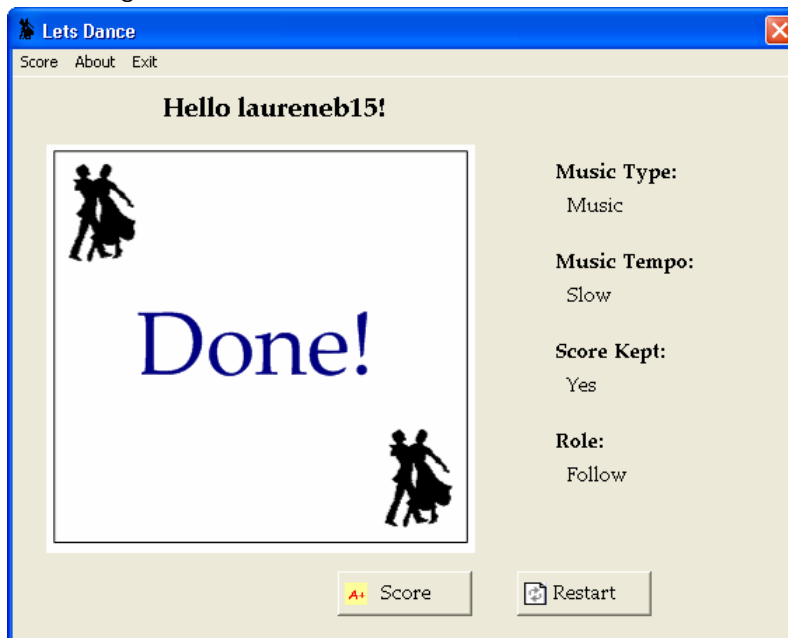 Lets Dance
Score About Exit
Hello laureneb15!
Done!
Music Type:
Music
Music Tempo:
Slow
Score Kept:
Yes
Role:
Follow
A+ Score
Restart